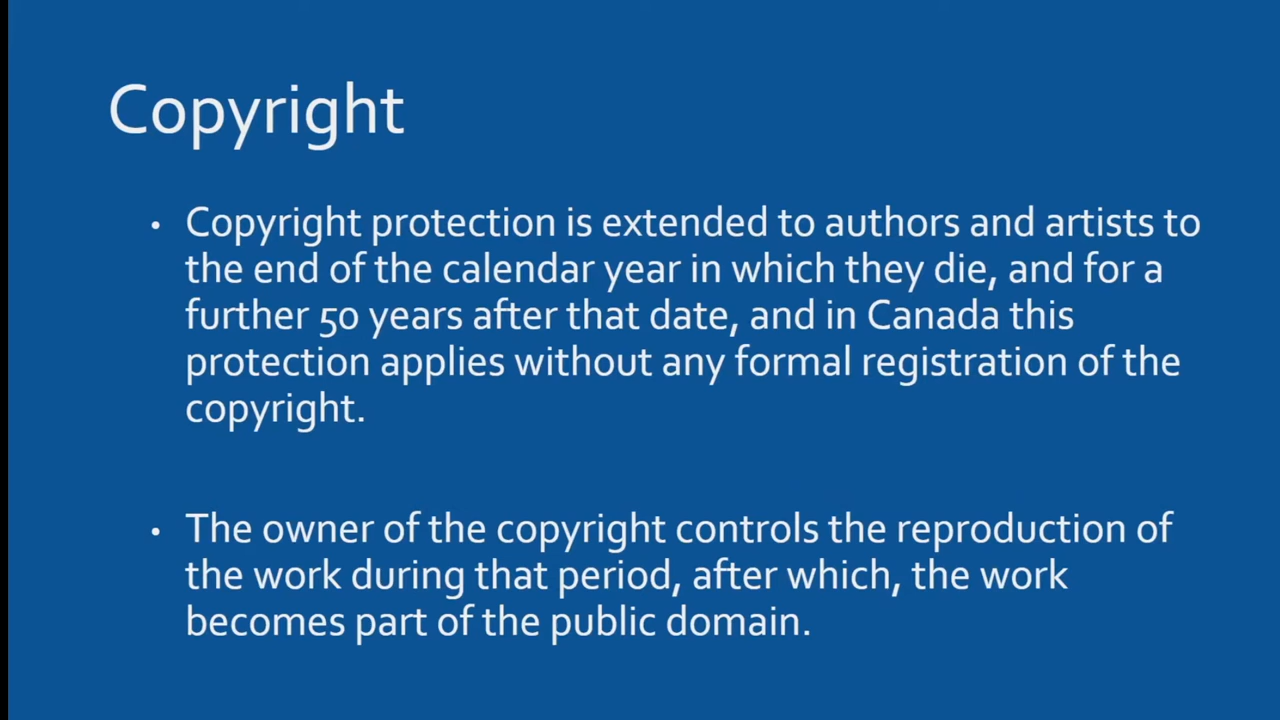 Copyright
• Copyright protection is extended to authors and artists to
the end of the calendar year in which they die, and for a
further 50 years after that date, and in Canada this
protection applies without any formal registration of the
copyright.
• The owner of the copyright controls the reproduction of
the work during that period, after which, the work
becomes part of the public domain.